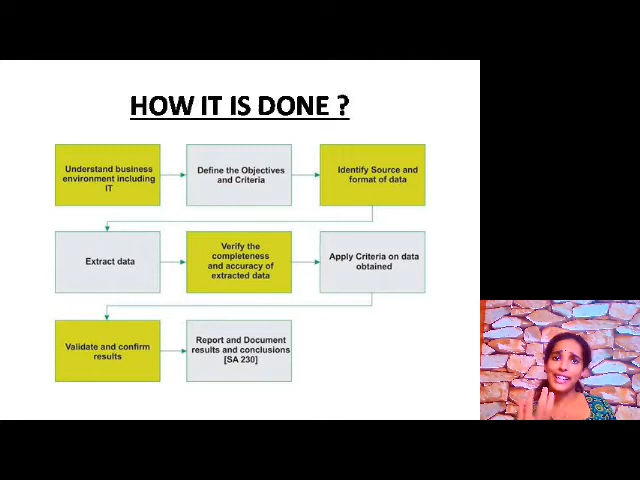 HOW IT IS DONE ?
Understand business
environment including
IT
Define the Objectives
and Criteria
Identify Source and
format of data
Extract data
Verify the
completeness
and accuracy of
extracted data
Apply Criteria on data
obtained
Validate and confirm
results
Report and Document
results and conclusions
[SA 230]